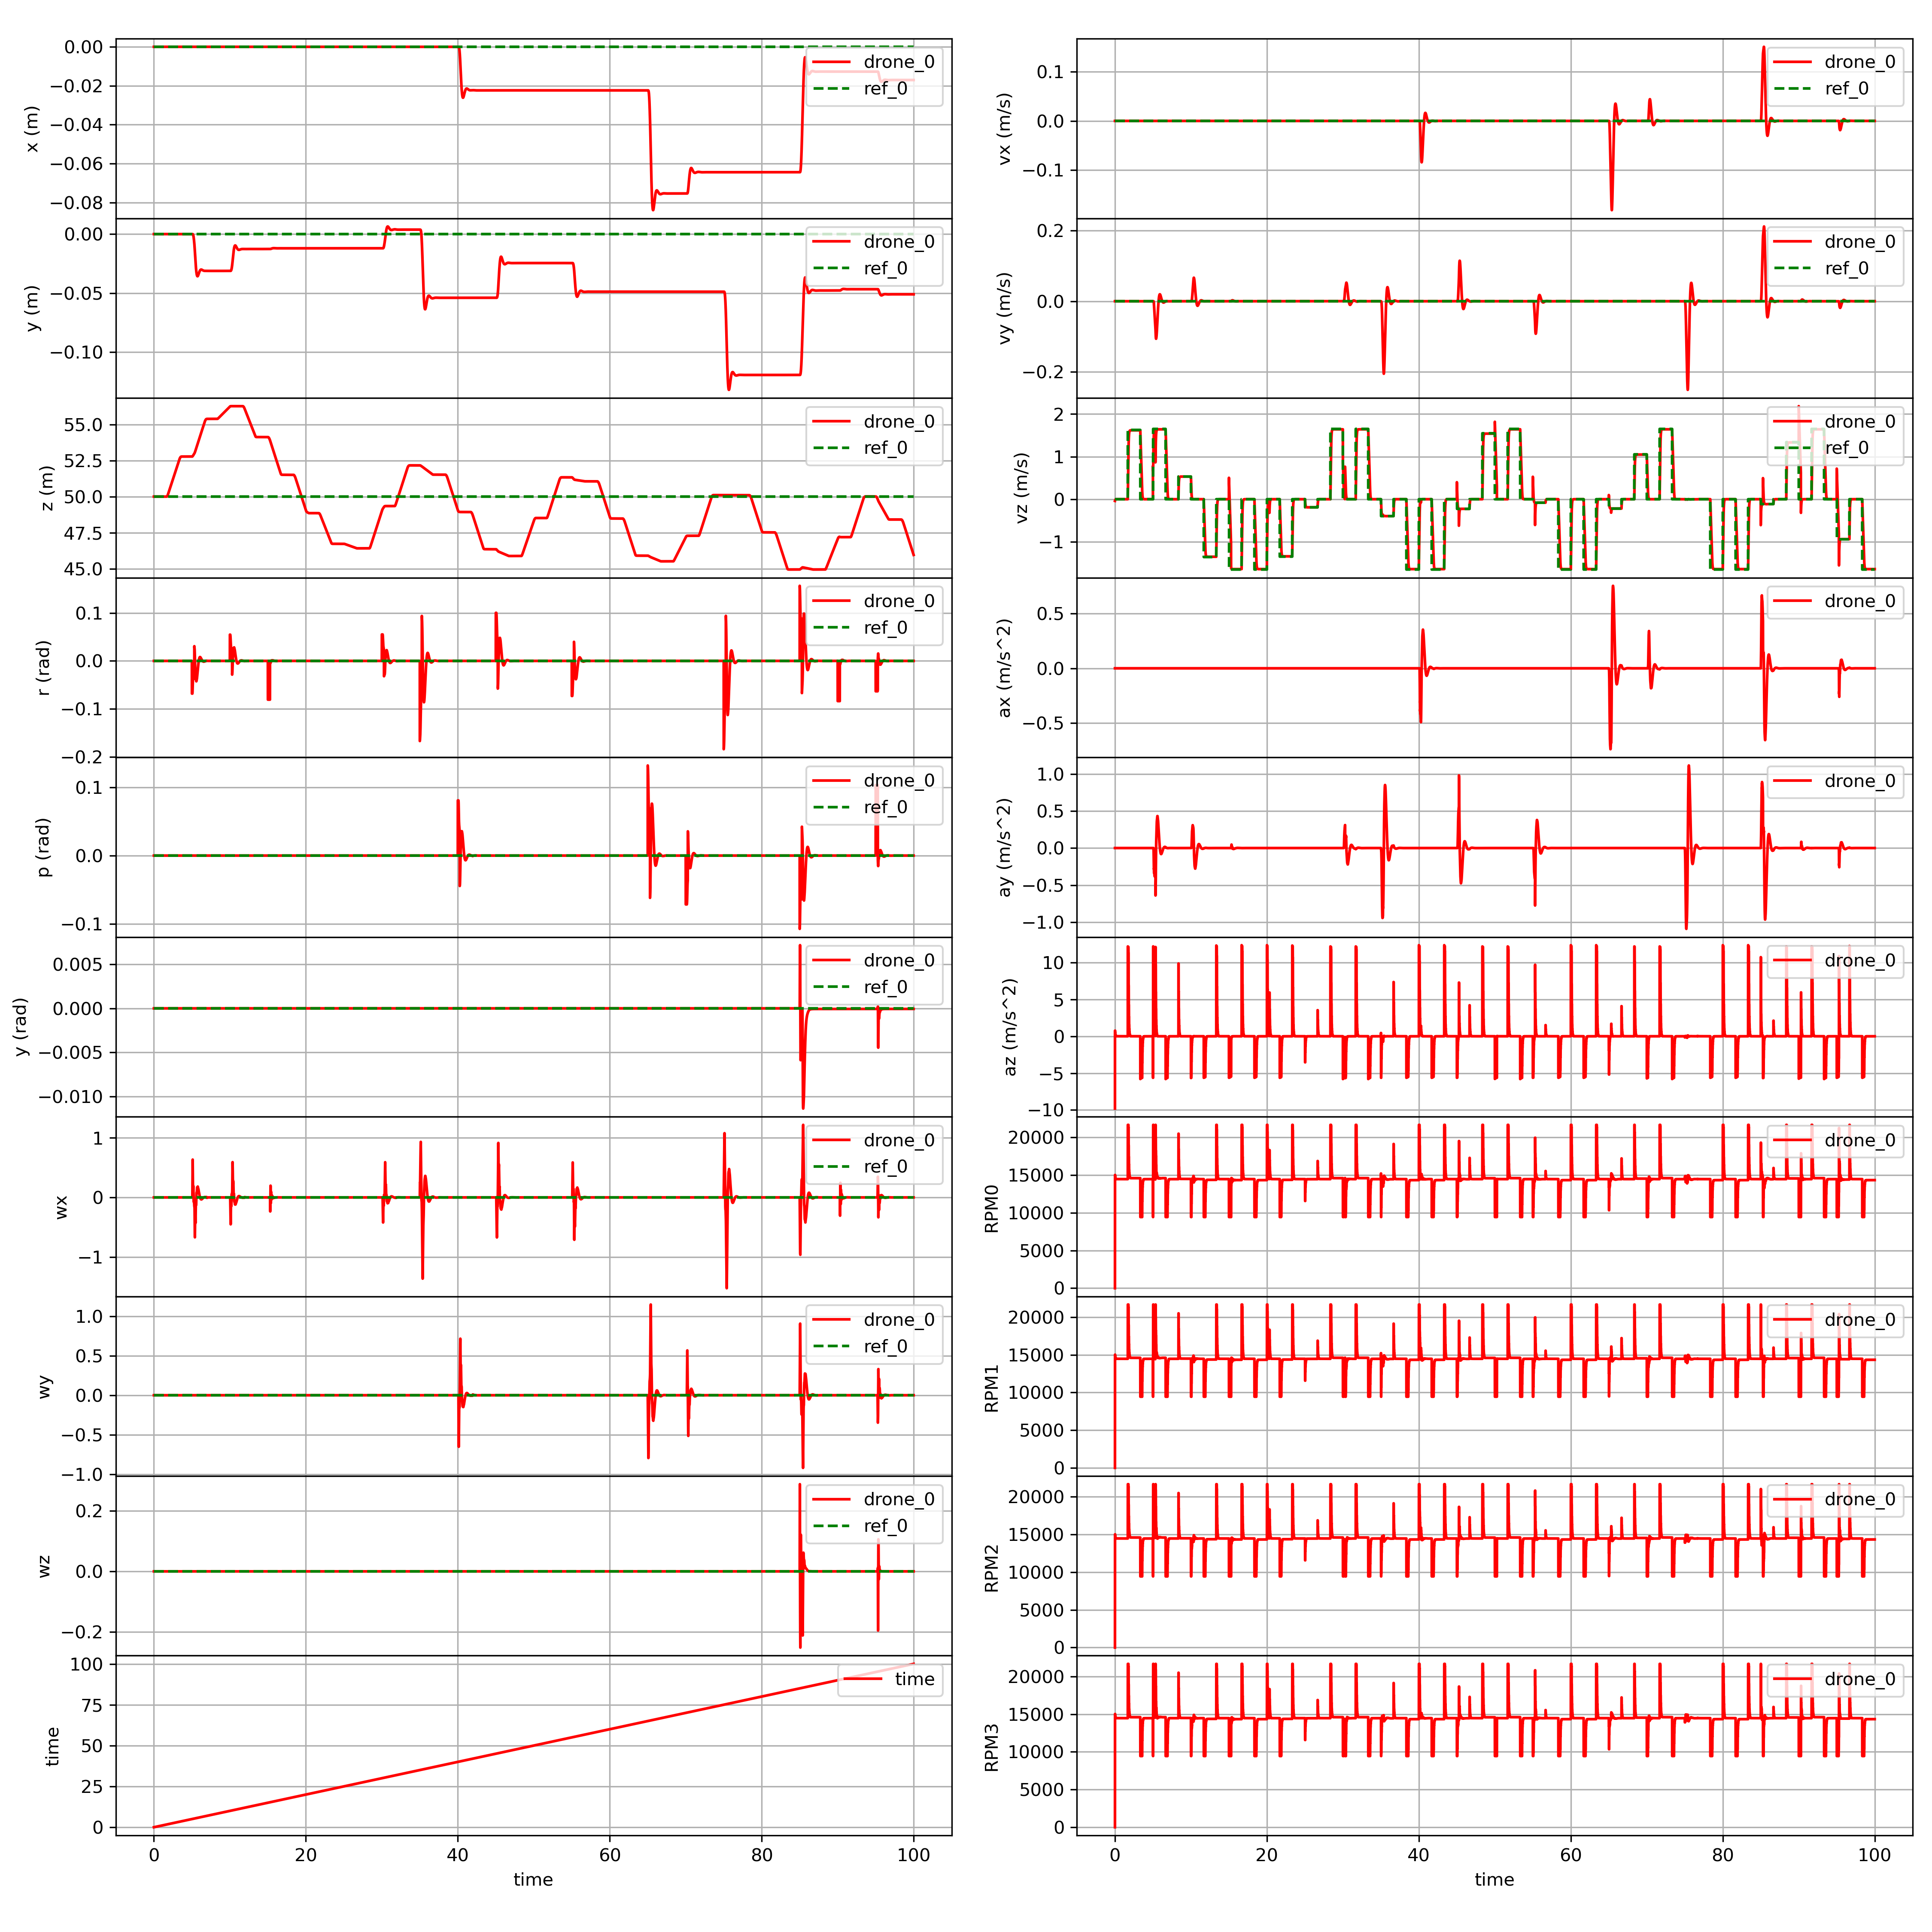 0.00
−0.02
−0.04
−0.06
−0.08
x (m)
drone_0
ref_0
0.00
−0.05
−0.10
y (m)
drone_0
ref_0
55.0
52.5
50.0
47.5
45.0
z (m)
drone_0
ref_0
0.1
0.0
−0.1
−0.2
r (rad)
drone_0
ref_0
0.1
0.0
−0.1
p (rad)
drone_0
ref_0
0.005
0.000
−0.005
−0.010
y (rad)
drone_0
ref_0
1
0
−1
wx
drone_0
ref_0
1.0
0.5
0.0
−0.5
−1.0
wy
drone_0
ref_0
0.2
0.0
−0.2
wz
drone_0
ref_0
100
75
50
25
0
time
time
0 20 40 60 80 100
time
0.1
0.0
−0.1
vx (m/s)
drone_0
ref_0
0.2
0.0
−0.2
vy (m/s)
drone_0
ref_0
2
1
0
−1
vz (m/s)
drone_0
ref_0
0.5
0.0
−0.5
ax (m/s^2)
drone_0
1.0
0.5
0.0
−0.5
−1.0
ay (m/s^2)
drone_0
10
5
0
−5
−10
az (m/s^2)
drone_0
20000
15000
10000
5000
0
RPM0
drone_0
20000
15000
10000
5000
0
RPM1
drone_0
20000
15000
10000
5000
0
RPM2
drone_0
20000
15000
10000
5000
0
RPM3
drone_0
0 20 40 60 80 100
time